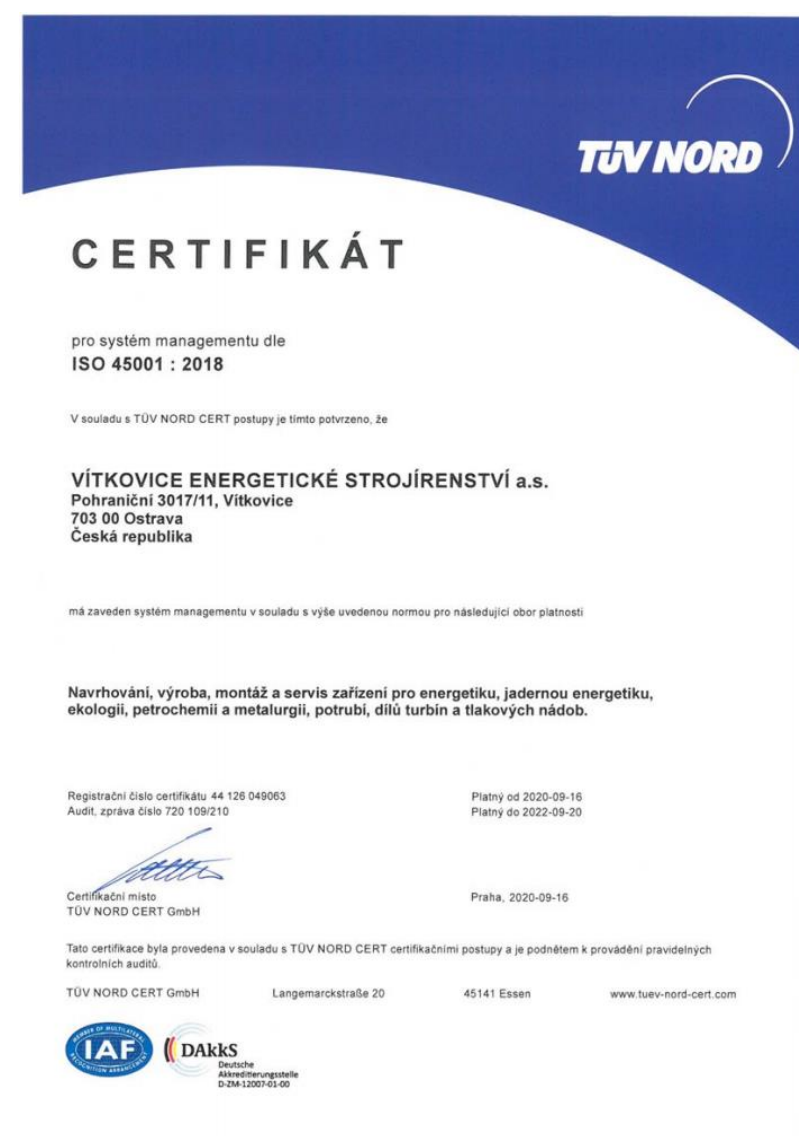 TÜV NORD
CERTIFIKÁT
pro systém managementu dle
ISO 45001 : 2018
V souladu s TÜV NORD CERT postupy je tímto potvrzeno, že
VÍTKOVICE ENERGETICKÉ STROJÍRENSTVÍ a.s.
Pohraniční 3017/11, Vítkovice
703 00 Ostrava
Česká republika
má zaveden systém managementu v souladu s výše uvedenou normou pro následující obor platnosti
Navrhování, výroba, montáž a servis zařízení pro energetiku, jadernou energetiku,
ekologii, petrochemii a metalurgii, potrubí, dílů turbin a tlakových nádob.
Registrační číslo certifikátu 44 126 049063
Audit, zpráva číslo 720 109/210
Platný od 2020-09-16
Platný do 2022-09-20
Certifikační místo
TÜV NORD CERT GmbH
Praha, 2020-09-16
Tato certifikace byla provedena v souladu s TÜV NORD CERT certifikačními postupy a je podnětem k provádění pravidelných
kontrolních auditů.
TÜV NORD CERT GmbH Langemarckstraße 20 45141 Essen www.tuev-nord-cert.com
MEMBER OF MULTILATERAL
IAF
RECOGNITION ARRANGEMENT
DAkkS
Deutsche
Akkreditierungsstelle
D-ZM-12007-01-00